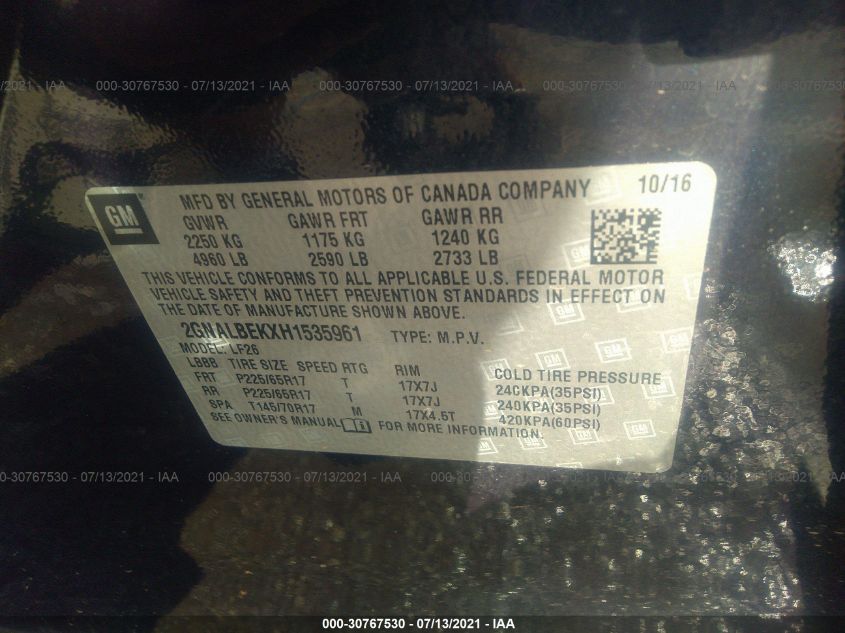 000-30767530 - 07/13/2021 - IAA
GM
MFD BY GENERAL MOTORS OF CANADA COMPANY 10/16
GVWR GAWR FRT GAWR RR
2250 KG 1175 KG 1240 KG
4960 LB 2590 LB 2733 LB
THIS VEHICLE CONFORMS TO ALL APPLICABLE U.S. FEDERAL MOTOR
VEHICLE SAFETY AND THEFT PREVENTION STANDARDS IN EFFECT ON
THE DATE OF MANUFACTURE SHOWN ABOVE.
2GNALBEKXH1535961 TYPE: M.P.V.
MODEL: LF26
LBBB TIRE SIZE SPEED RTG RIM COLD TIRE PRESSURE
FRT P225/65R17 T 17X7J 240KPA(35PSI)
RR P225/65R17 T 17X7J 240KPA(35PSI)
SPA T145/70R17 M 17X4.5T 420KPA(60PSI)
SEE OWNER'S MANUAL FOR MORE INFORMATION.
000-30767530 - 07/13/2021 - IAA
000-30767530 - 07/13/2021 - IAA